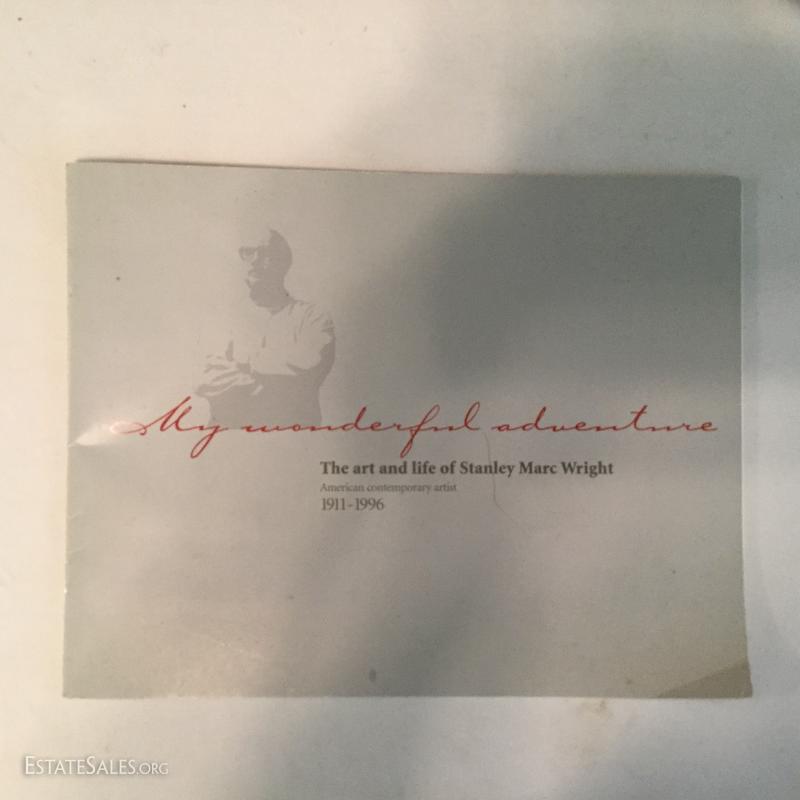 My wonderful adventure
The art and life of Stanley Marc Wright
American contemporary artist
1911-1996
ESTATESALES.ORG